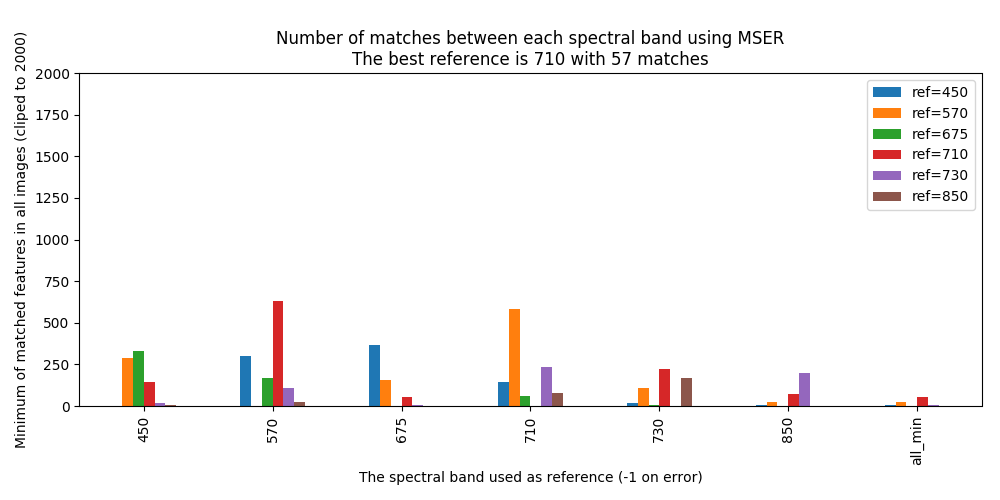 Number of matches between each spectral band using MSER
The best reference is 710 with 57 matches
Minimum of matched features in all images (cliped to 2000)
2000
1750
1500
1250
1000
750
500
250
0
ref=450
ref=570
ref=675
ref=710
ref=730
ref=850
450
570
675
710
730
850
all_min
The spectral band used as reference (-1 on error)